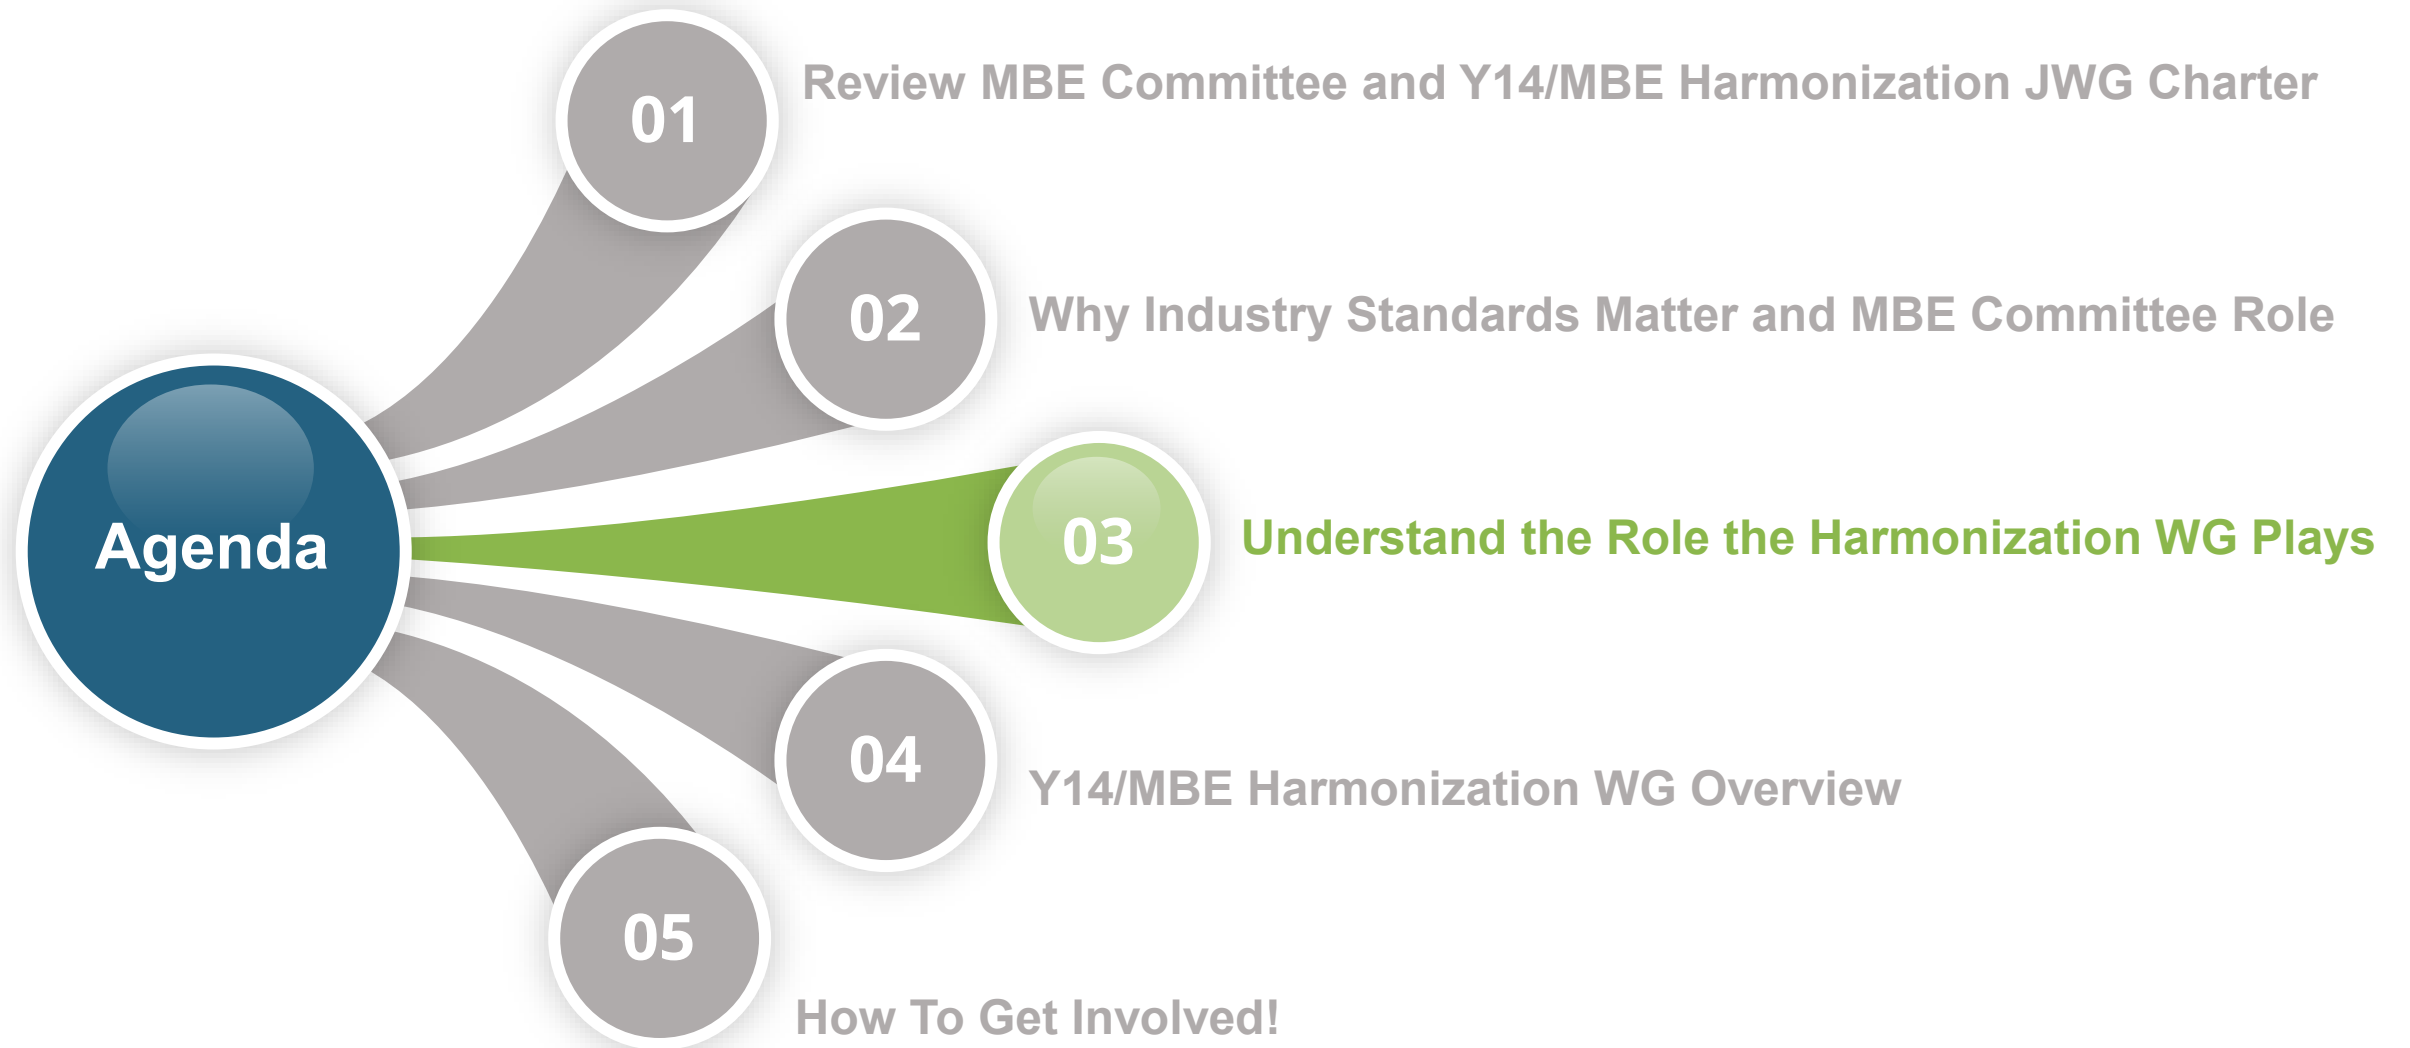 01
Review MBE Committee and Y14/MBE Harmonization JWG Charter
02
Why Industry Standards Matter and MBE Committee Role
Agenda
03
Understand the Role the Harmonization WG Plays
04
Y14/MBE Harmonization WG Overview
05
How To Get Involved!